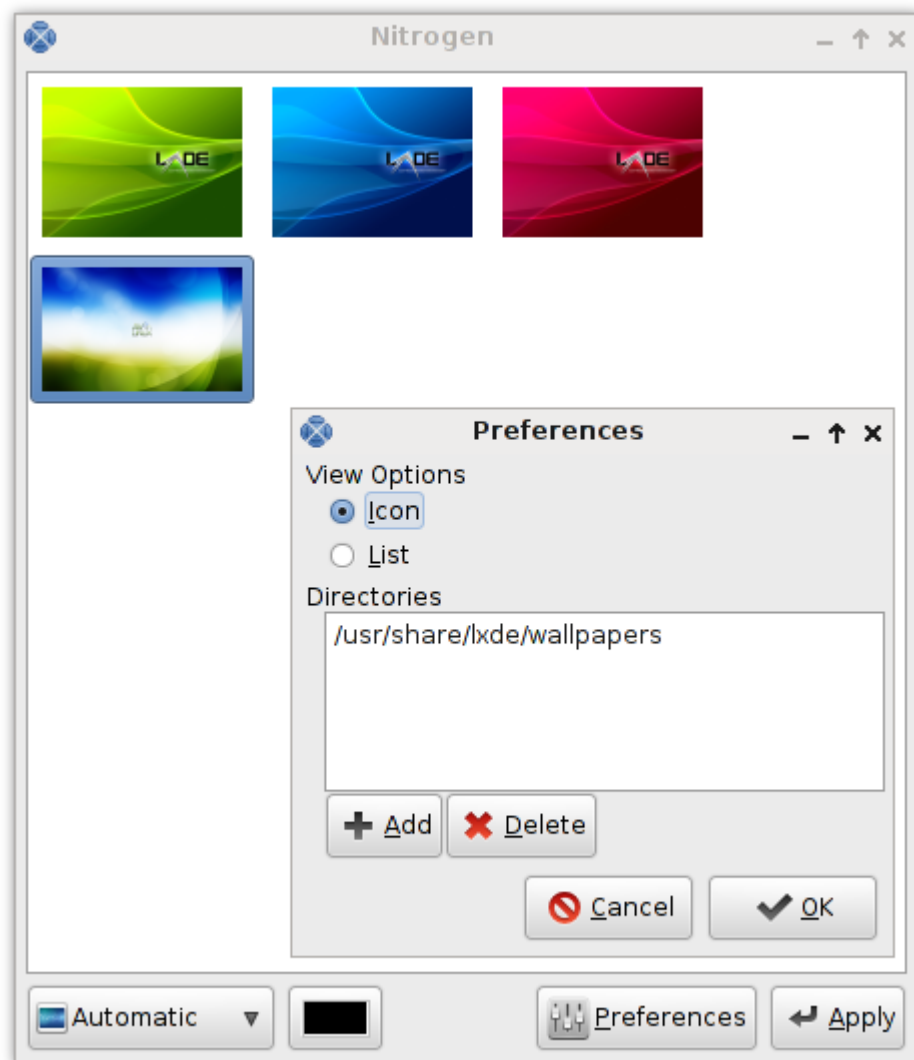 Nitrogen
LXDE LXDE LXDE
Preferences
View Options
Icon
List
Directories
/usr/share/lxde/wallpapers
Add Delete
Cancel OK
Automatic Preferences Apply